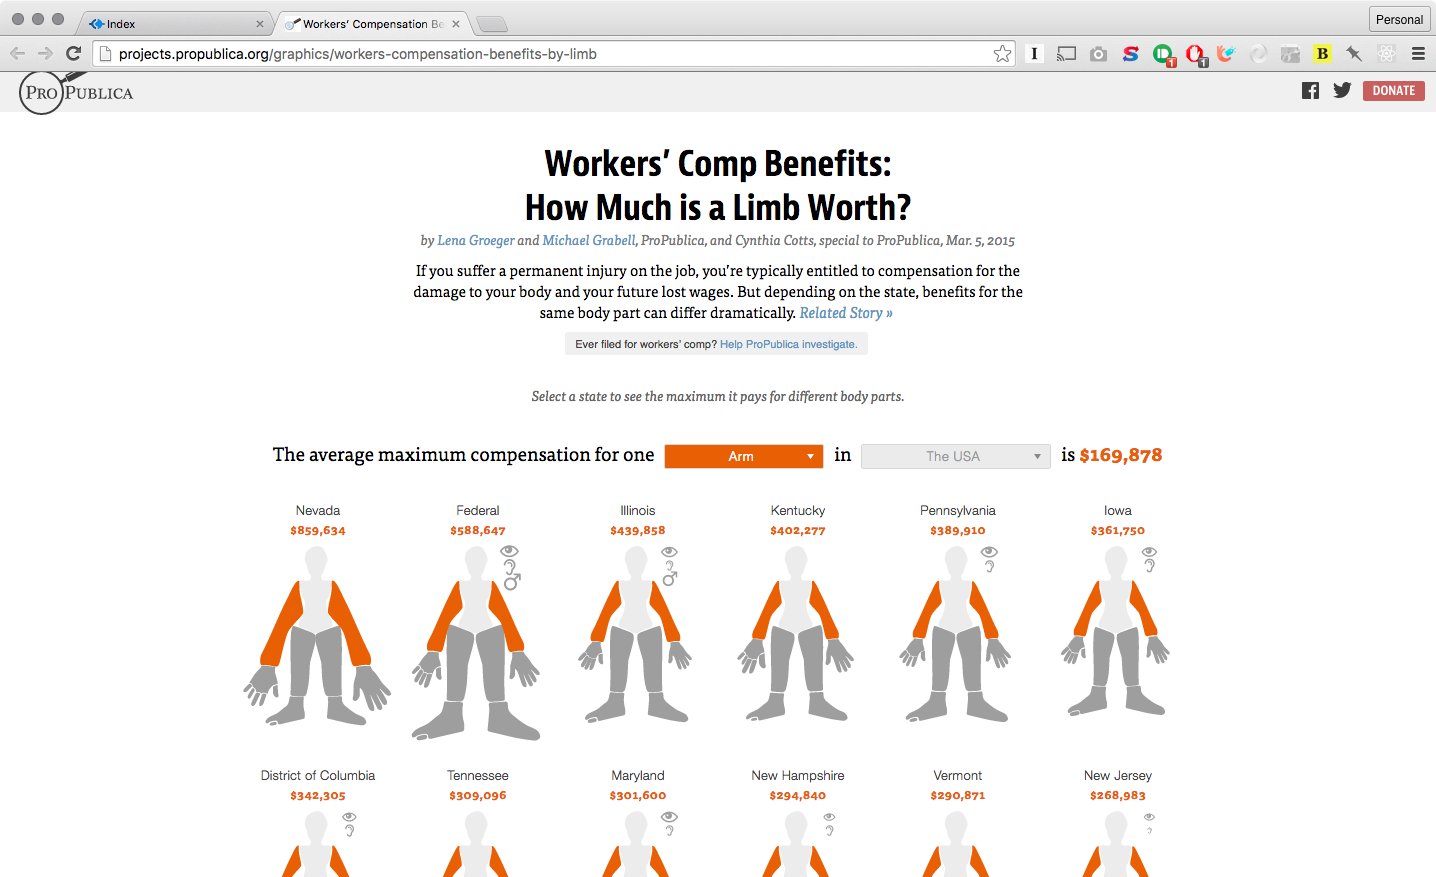 Index
Workers' Compensation Be
Personal
projects.propublica.org/graphics/workers-compensation-benefits-by-limb
I
S
1
1
B
PROPUBLICA
DONATE
Workers' Comp Benefits:
How Much is a Limb Worth?
by Lena Groeger and Michael Grabell, ProPublica, and Cynthia Cotts, special to ProPublica, Mar. 5, 2015
If you suffer a permanent injury on the job, you're typically entitled to compensation for the
damage to your body and your future lost wages. But depending on the state, benefits for the
same body part can differ dramatically. Related Story »
Ever filed for workers' comp? Help ProPublica investigate.
Select a state to see the maximum it pays for different body parts.
The average maximum compensation for one Arm in The USA is $169,878
Nevada Federal Illinois Kentucky Pennsylvania Iowa
$859,634 $588,647 $439,858 $402,277 $389,910 $361,750
District of Columbia Tennessee Maryland New Hampshire Vermont New Jersey
$342,305 $309,096 $301,600 $294,840 $290,871 $268,983